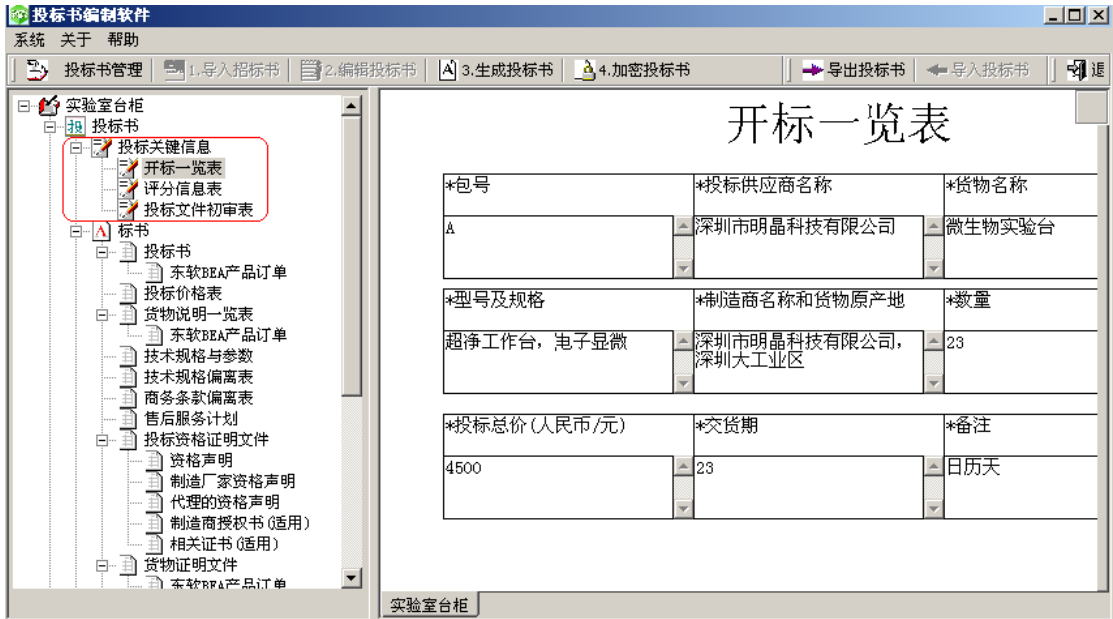 投标书编制软件
系统 关于 帮助
投标书管理 1.导入招标书 2.编辑投标书 3.生成投标书 4.加密投标书 导出投标书 导入投标书 退
实验室台柜
投标书
投标关键信息
开标一览表
评分信息表
投标文件初审表
标书
投标书
东软BEA产品订单
投标价格表
货物说明一览表
东软BEA产品订单
技术规格与参数
技术规格偏离表
商务条款偏离表
售后服务计划
投标资格证明文件
资格声明
制造厂家资格声明
代理的资格声明
制造商授权书(适用)
相关证书(适用)
货物证明文件
东软BEA产品订单
开标一览表
*包号 *投标供应商名称 *货物名称
A 深圳市明晶科技有限公司 微生物实验台
*型号及规格 *制造商名称和货物原产地 *数量
超净工作台，电子显微 深圳市明晶科技有限公司， 23
深圳大工业区
*投标总价(人民币/元) *交货期 *备注
4500 23 日历天
实验室台柜